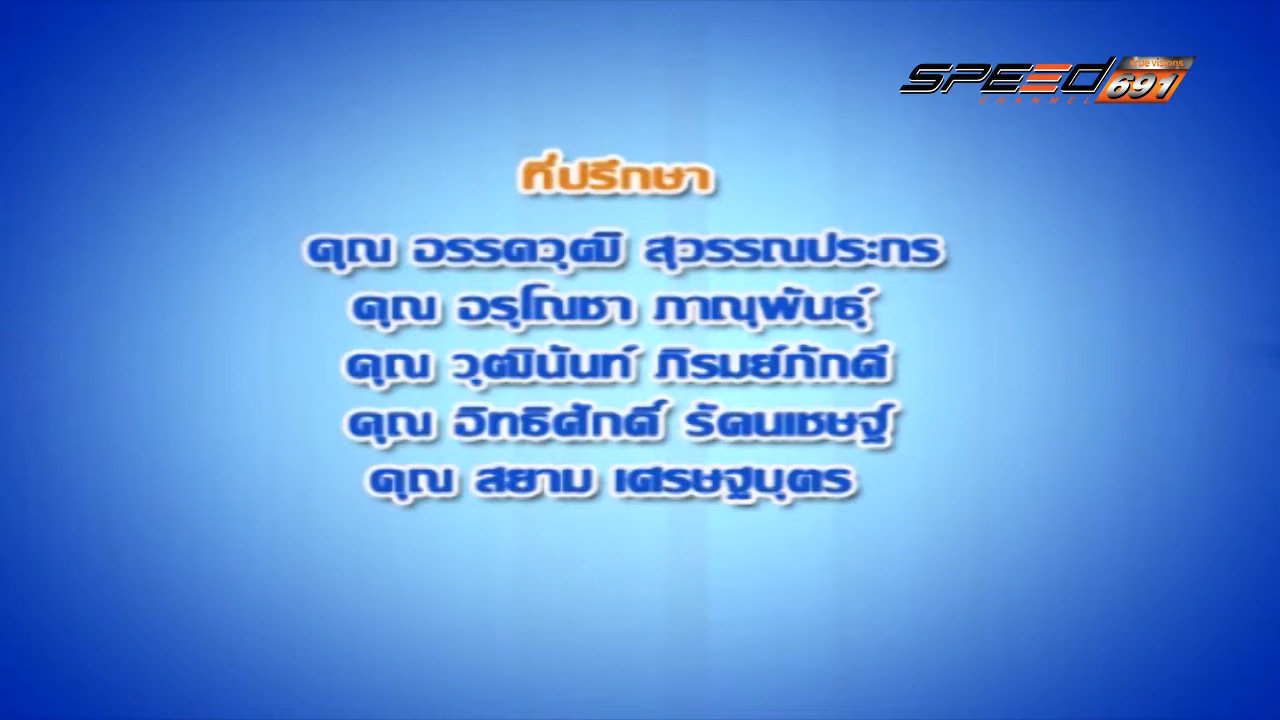 SPEED CHANNEL true visions 691
ที่ปรึกษา
คุณ อรรควุฒิ สุวรรณประกร
คุณ อรุโณชา ภาณุพันธุ์
คุณ วุฒินันท์ ภิรมย์ภักดี
คุณ วิทธิศักดิ์ รัตนเชษฐ์
คุณ สยาม เศรษฐบุตร